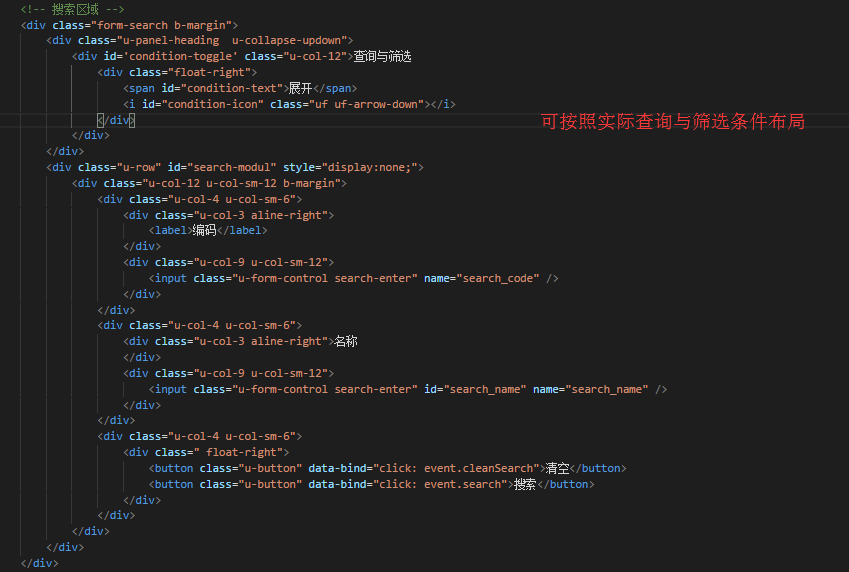 <!-- 搜索区域 -->
<div class="form-search b-margin">
<div class="u-panel-heading  u-collapse-updown">
<div id='condition-toggle' class="u-col-12">查询与筛选
<div class="float-right">
<span id="condition-text">展开</span>
<i id="condition-icon" class="uf uf-arrow-down"></i>
</div>
可按照实际查询与筛选条件布局
</div>
</div>
<div class="u-row" id="search-modul" style="display:none;">
<div class="u-col-12 u-col-sm-12 b-margin">
<div class="u-col-4 u-col-sm-6">
<div class="u-col-3 aline-right">
<label>编码</label>
</div>
<div class="u-col-9 u-col-sm-12">
<input class="u-form-control search-enter" name="search_code" />
</div>
</div>
<div class="u-col-4 u-col-sm-6">
<div class="u-col-3 aline-right">名称
</div>
<div class="u-col-9 u-col-sm-12">
<input class="u-form-control search-enter" id="search_name" name="search_name" />
</div>
</div>
<div class="u-col-4 u-col-sm-6">
<div class=" float-right">
<button class="u-button" data-bind="click: event.cleanSearch">清空</button>
<button class="u-button" data-bind="click: event.search">搜索</button>
</div>
</div>
</div>
</div>
</div>